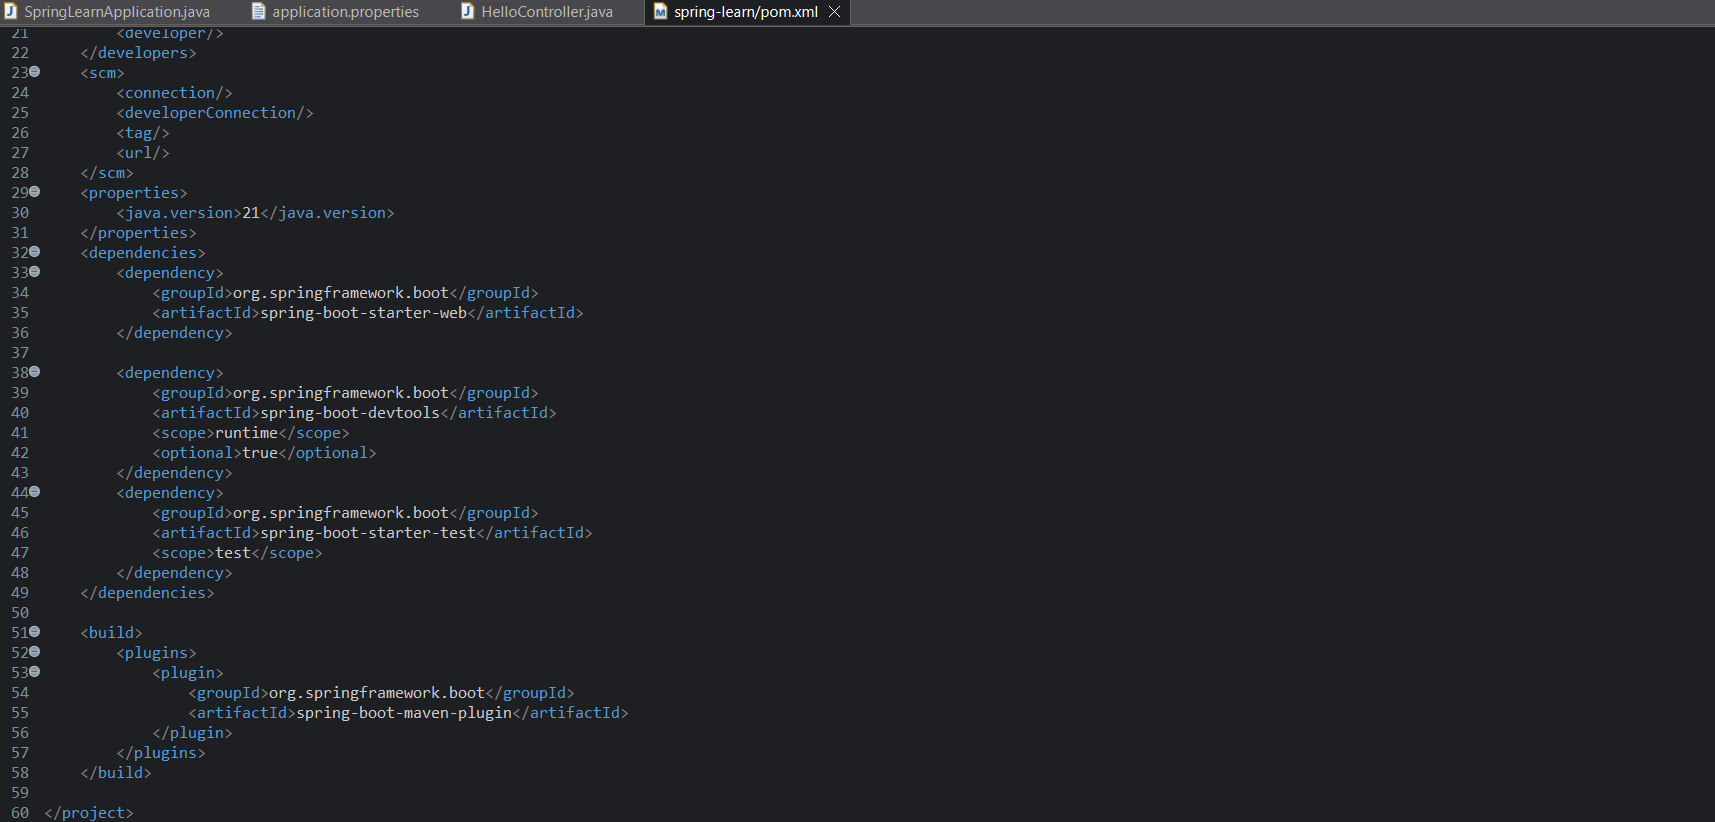 SpringLearnApplication.java application.properties HelloController.java spring-learn/pom.xml
21 <developer/>
22 </developers>
23 <scm>
24 <connection/>
25 <developerConnection/>
26 <tag/>
27 <url/>
28 </scm>
29 <properties>
30 <java.version>21</java.version>
31 </properties>
32 <dependencies>
33 <dependency>
34 <groupId>org.springframework.boot</groupId>
35 <artifactId>spring-boot-starter-web</artifactId>
36 </dependency>
37
38 <dependency>
39 <groupId>org.springframework.boot</groupId>
40 <artifactId>spring-boot-devtools</artifactId>
41 <scope>runtime</scope>
42 <optional>true</optional>
43 </dependency>
44 <dependency>
45 <groupId>org.springframework.boot</groupId>
46 <artifactId>spring-boot-starter-test</artifactId>
47 <scope>test</scope>
48 </dependency>
49 </dependencies>
50
51 <build>
52 <plugins>
53 <plugin>
54 <groupId>org.springframework.boot</groupId>
55 <artifactId>spring-boot-maven-plugin</artifactId>
56 </plugin>
57 </plugins>
58 </build>
59
60 </project>